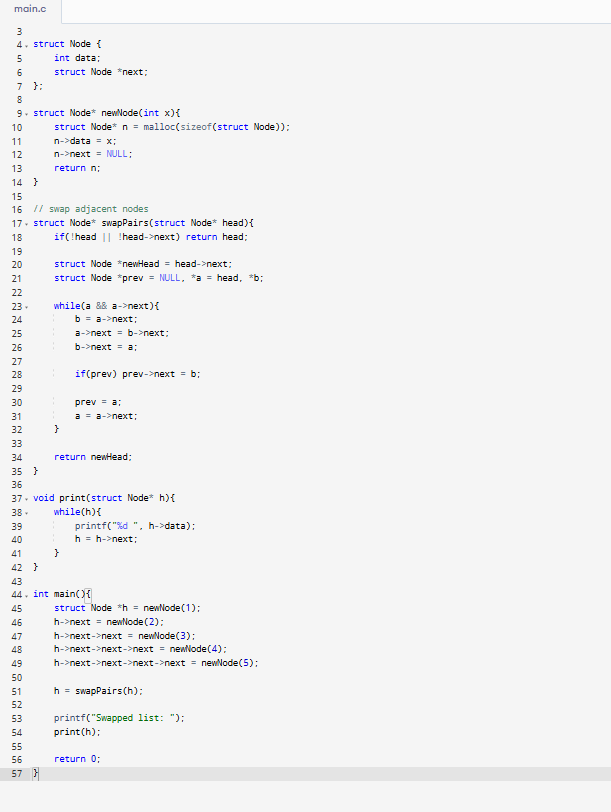 main.c
3
4 struct Node {
5     int data;
6     struct Node *next;
7 };
8
9 struct Node* newNode(int x){
10     struct Node* n = malloc(sizeof(struct Node));
11     n->data = x;
12     n->next = NULL;
13     return n;
14 }
15
16 // swap adjacent nodes
17 struct Node* swapPairs(struct Node* head){
18     if(!head || !head->next) return head;
19
20     struct Node *newHead = head->next;
21     struct Node *prev = NULL, *a = head, *b;
22
23     while(a && a->next){
24         b = a->next;
25         a->next = b->next;
26         b->next = a;
27
28         if(prev) prev->next = b;
29
30         prev = a;
31         a = a->next;
32     }
33
34     return newHead;
35 }
36
37 void print(struct Node* h){
38     while(h){
39         printf("%d ", h->data);
40         h = h->next;
41     }
42 }
43
44 int main(){
45     struct Node *h = newNode(1);
46     h->next = newNode(2);
47     h->next->next = newNode(3);
48     h->next->next->next = newNode(4);
49     h->next->next->next->next = newNode(5);
50
51     h = swapPairs(h);
52
53     printf("Swapped list: ");
54     print(h);
55
56     return 0;
57 }